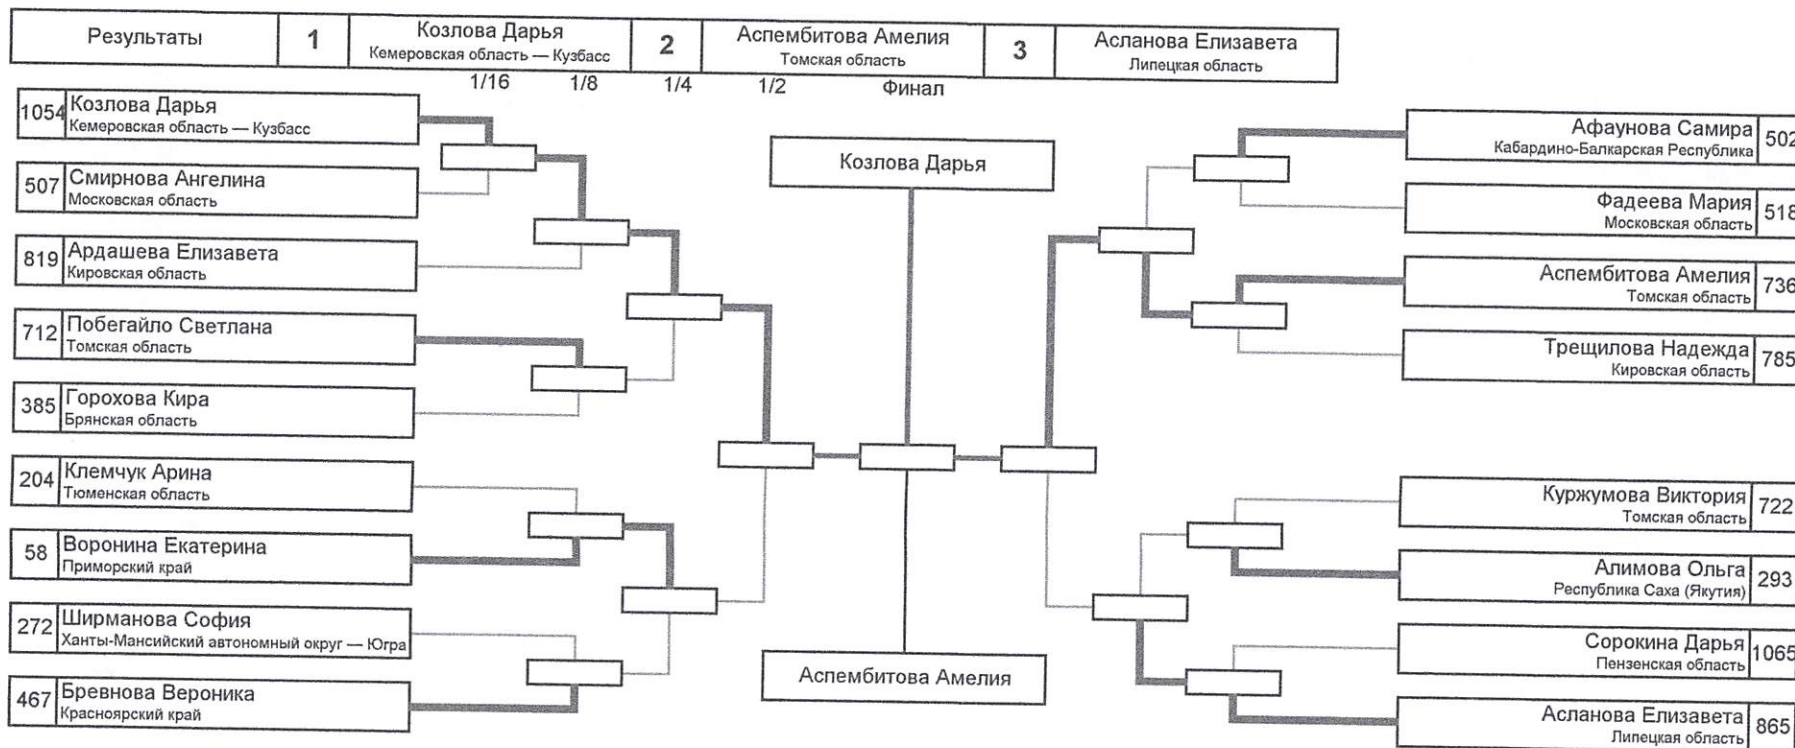 Результаты
1
Козлова Дарья
Кемеровская область — Кузбасс
2
Аспембитова Амелия
Томская область
3
Асланова Елизавета
Липецкая область
1/16 1/8 1/4 1/2 Финал
1054 Козлова Дарья
Кемеровская область — Кузбасс
507 Смирнова Ангелина
Московская область
819 Ардашева Елизавета
Кировская область
712 Побегайло Светлана
Томская область
385 Горохова Кира
Брянская область
204 Клемчук Арина
Тюменская область
58 Воронина Екатерина
Приморский край
272 Ширманова София
Ханты-Мансийский автономный округ — Югра
467 Бревнова Вероника
Красноярский край
Козлова Дарья
Аспембитова Амелия
Афаунова Самира 502
Кабардино-Балкарская Республика
Фадеева Мария 518
Московская область
Аспембитова Амелия 736
Томская область
Трещилова Надежда 785
Кировская область
Куржумова Виктория 722
Томская область
Алимова Ольга 293
Республика Саха (Якутия)
Сорокина Дарья 1065
Пензенская область
Асланова Елизавета 865
Липецкая область